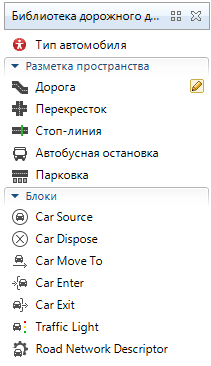 Библиотека дорожного д...
Тип автомобиля
Разметка пространства
Дорога
Перекресток
Стоп-линия
Автобусная остановка
Парковка
Блоки
Car Source
Car Dispose
Car Move To
Car Enter
Car Exit
Traffic Light
Road Network Descriptor